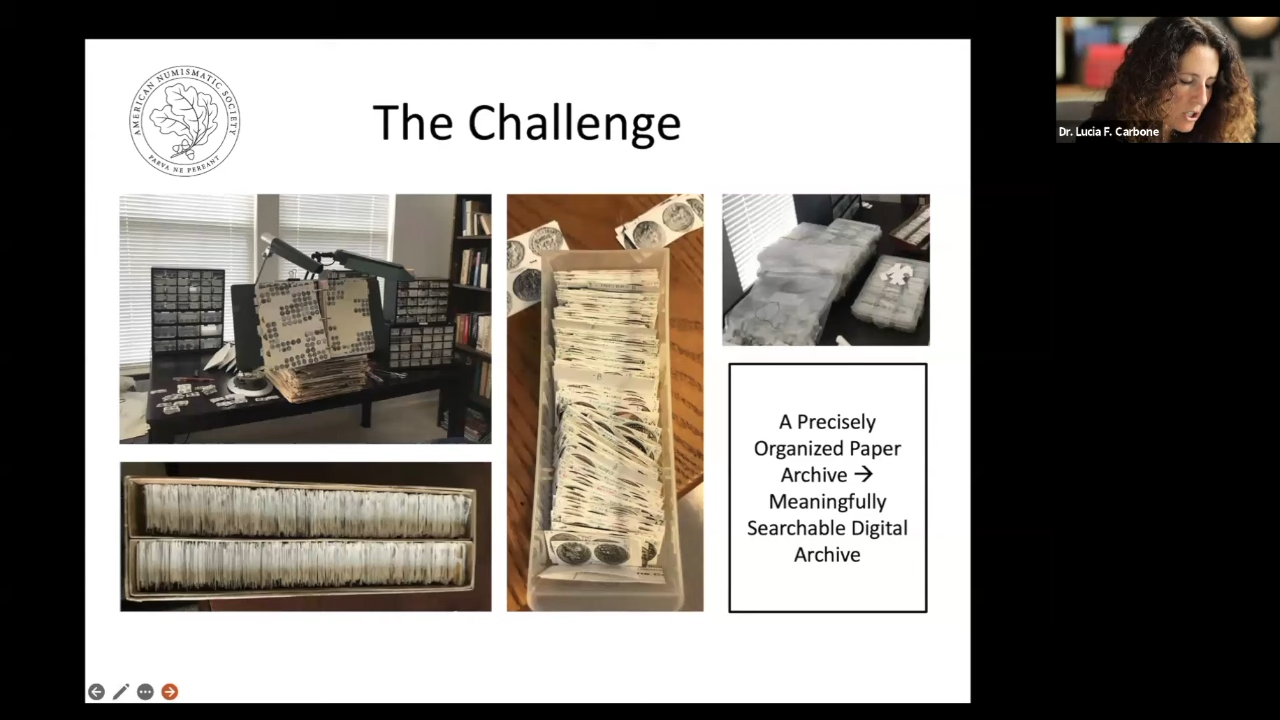 AMERICAN NUMISMATIC SOCIETY
PARVA NE PEREANT
The Challenge
Dr. Lucia F. Carbone
A Precisely
Organized Paper
Archive →
Meaningfully
Searchable Digital
Archive